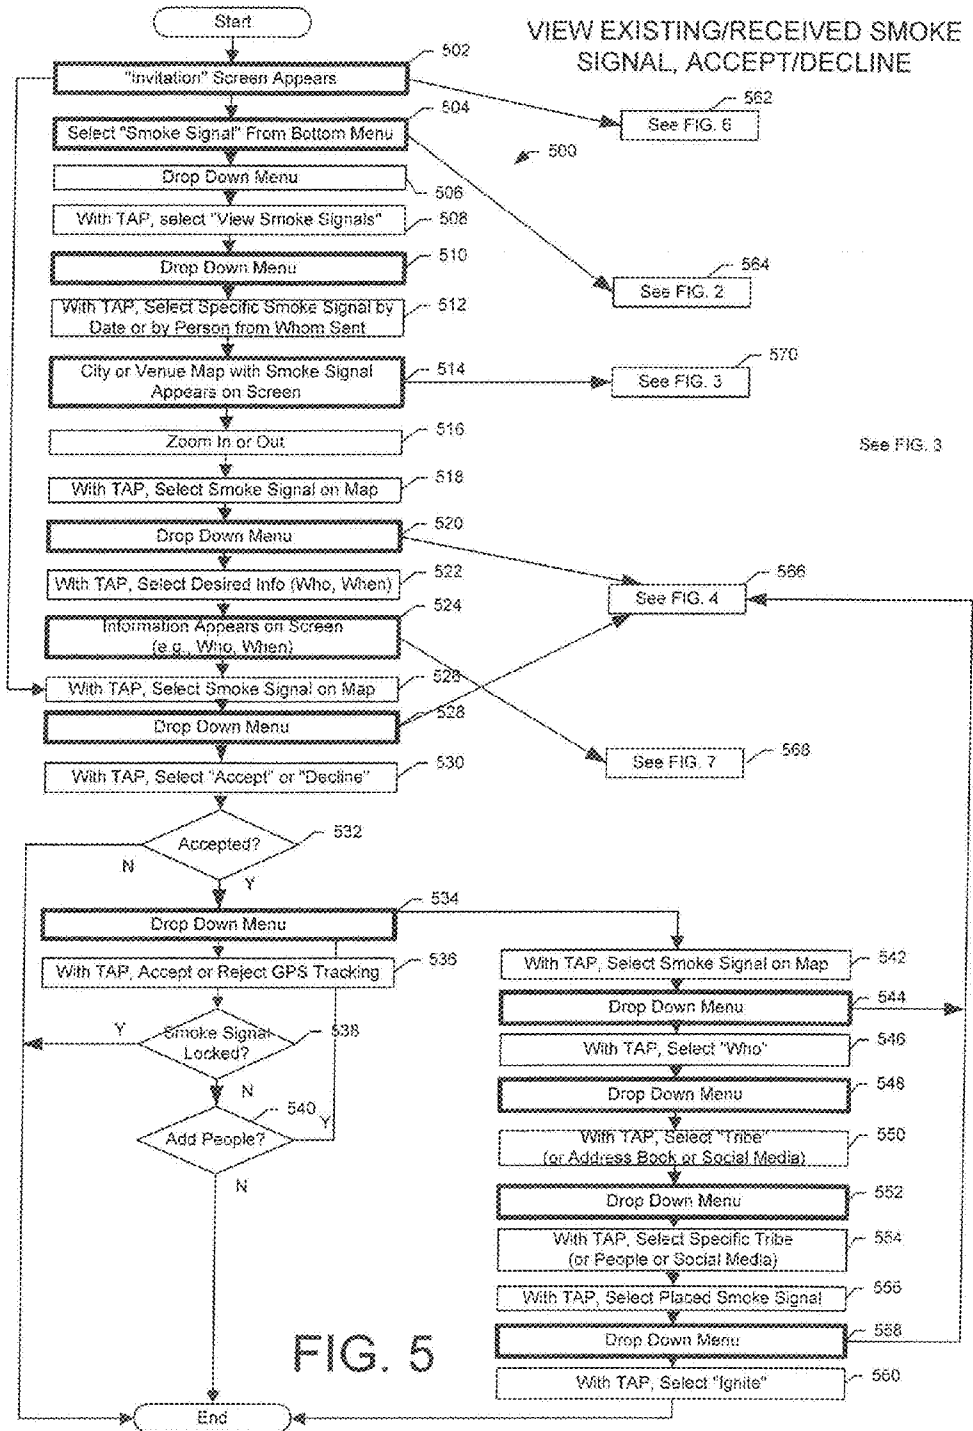 Start
VIEW EXISTING/RECEIVED SMOKE
SIGNAL, ACCEPT/DECLINE
502
"Invitation" Screen Appears
562
See FIG. 6
504
Select "Smoke Signal" From Bottom Menu
500
Drop Down Menu
506
With TAP, select "View Smoke Signals"
508
Drop Down Menu
510
564
See FIG. 2
With TAP, Select Specific Smoke Signal by
Date or by Person from Whom Sent
512
City or Venue Map with Smoke Signal
Appears on Screen
514
570
See FIG. 3
Zoom In or Out
516
See FIG. 3
With TAP, Select Smoke Signal on Map
518
Drop Down Menu
520
With TAP, Select Desired Info (Who, When)
522
566
See FIG. 4
524
Information Appears on Screen
(e.g., Who, When)
With TAP, Select Smoke Signal on Map
526
Drop Down Menu
528
With TAP, Select "Accept" or "Decline"
530
See FIG. 7
568
Accepted?
532
N
Y
534
Drop Down Menu
With TAP, Accept or Reject GPS Tracking
536
With TAP, Select Smoke Signal on Map
542
Drop Down Menu
544
Y
Smoke Signal
Locked?
538
N
With TAP, Select "Who"
546
Drop Down Menu
548
540
Y
Add People?
N
With TAP, Select "Tribe"
(or Address Book or Social Media)
550
Drop Down Menu
552
With TAP, Select Specific Tribe
(or People or Social Media)
554
With TAP, Select Placed Smoke Signal
556
Drop Down Menu
558
With TAP, Select "Ignite"
560
FIG. 5
End